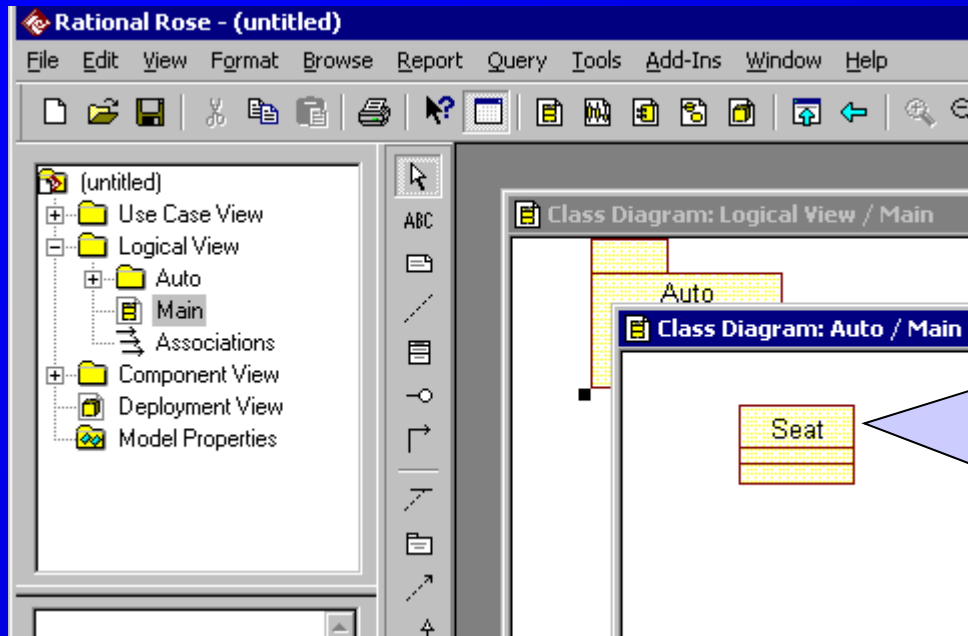 Rational Rose - (untitled)
File Edit View Format Browse Report Query Tools Add-Ins Window Help
(untitled)
Use Case View
Logical View
Auto
Main
Associations
Component View
Deployment View
Model Properties
ABC
Class Diagram: Logical View / Main
Auto
Class Diagram: Auto / Main
Seat